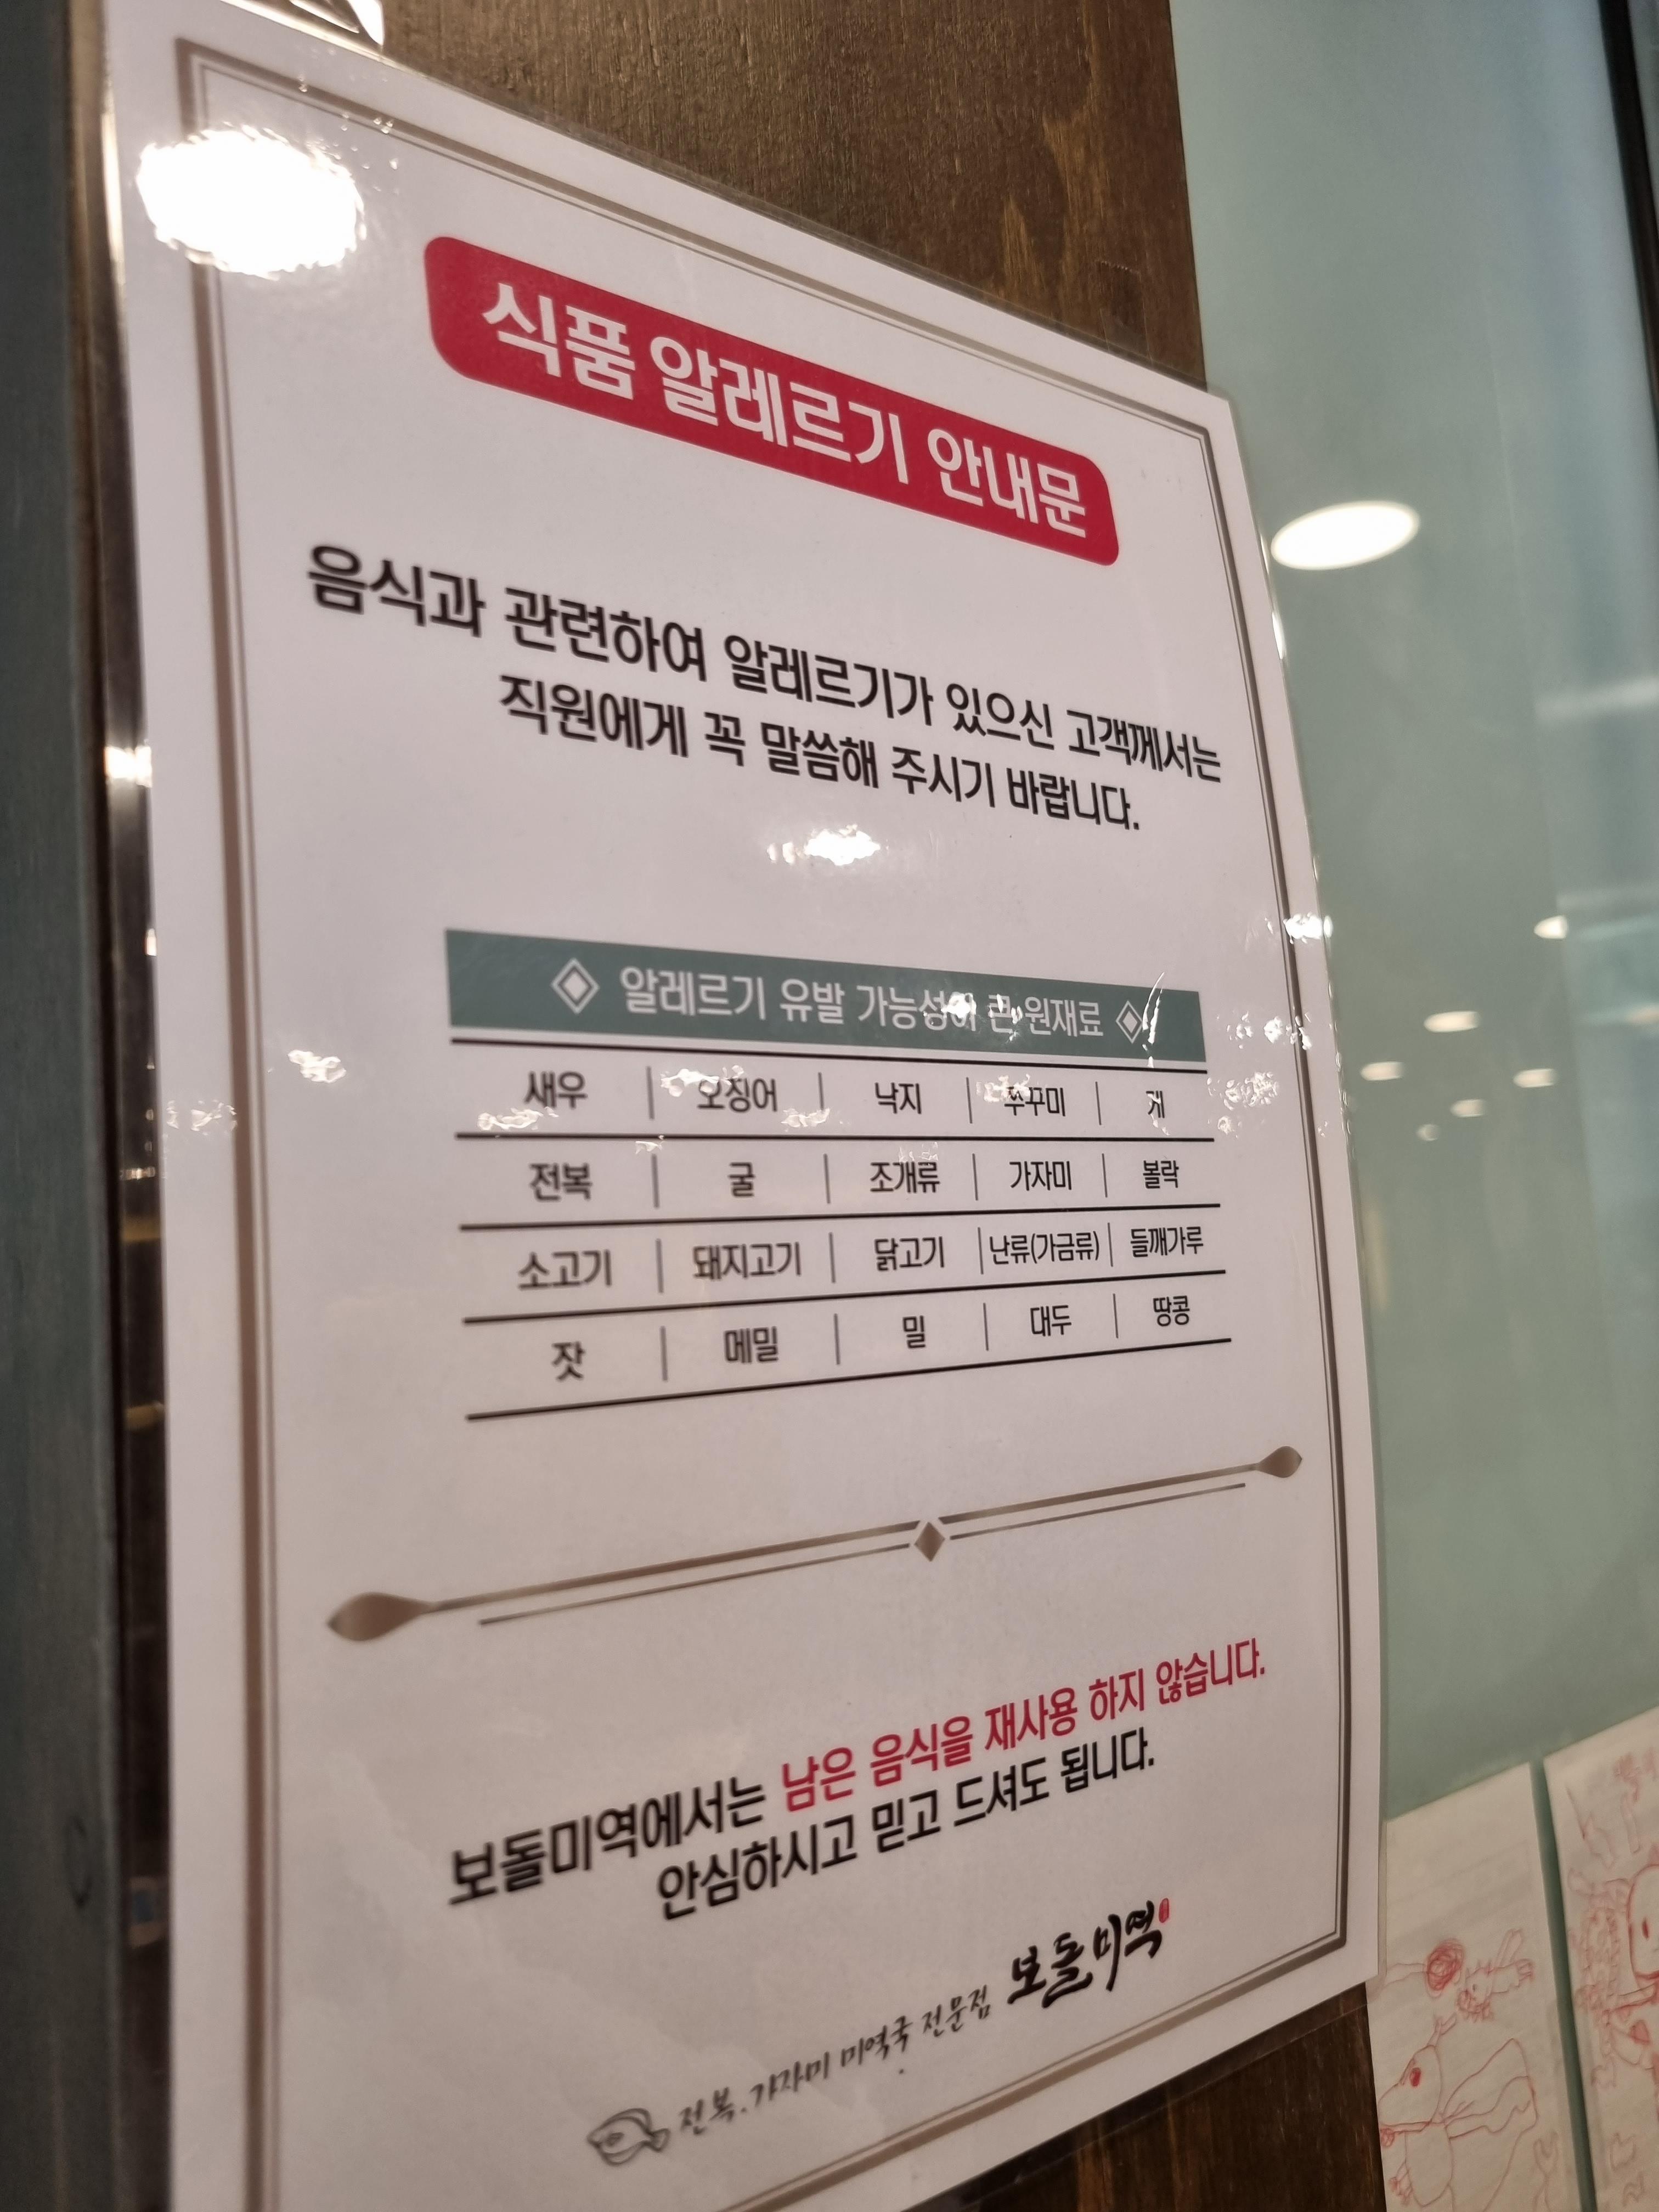 식품 알레르기 안내문
음식과 관련하여 알레르기가 있으신 고객께서는
직원에게 꼭 말씀해 주시기 바랍니다.
알레르기 유발 가능성이 큰 원재료
새우 | 오징어 | 낙지 | 쭈꾸미 | 게
전복 | 굴 | 조개류 | 가자미 | 볼락
소고기 | 돼지고기 | 닭고기 | 난류(가금류) | 들깨가루
잣 | 메밀 | 밀 | 대두 | 땅콩
보돌미역에서는 남은 음식을 재사용 하지 않습니다.
안심하시고 믿고 드셔도 됩니다.
전복.가자미 미역국 전문점 보돌미역